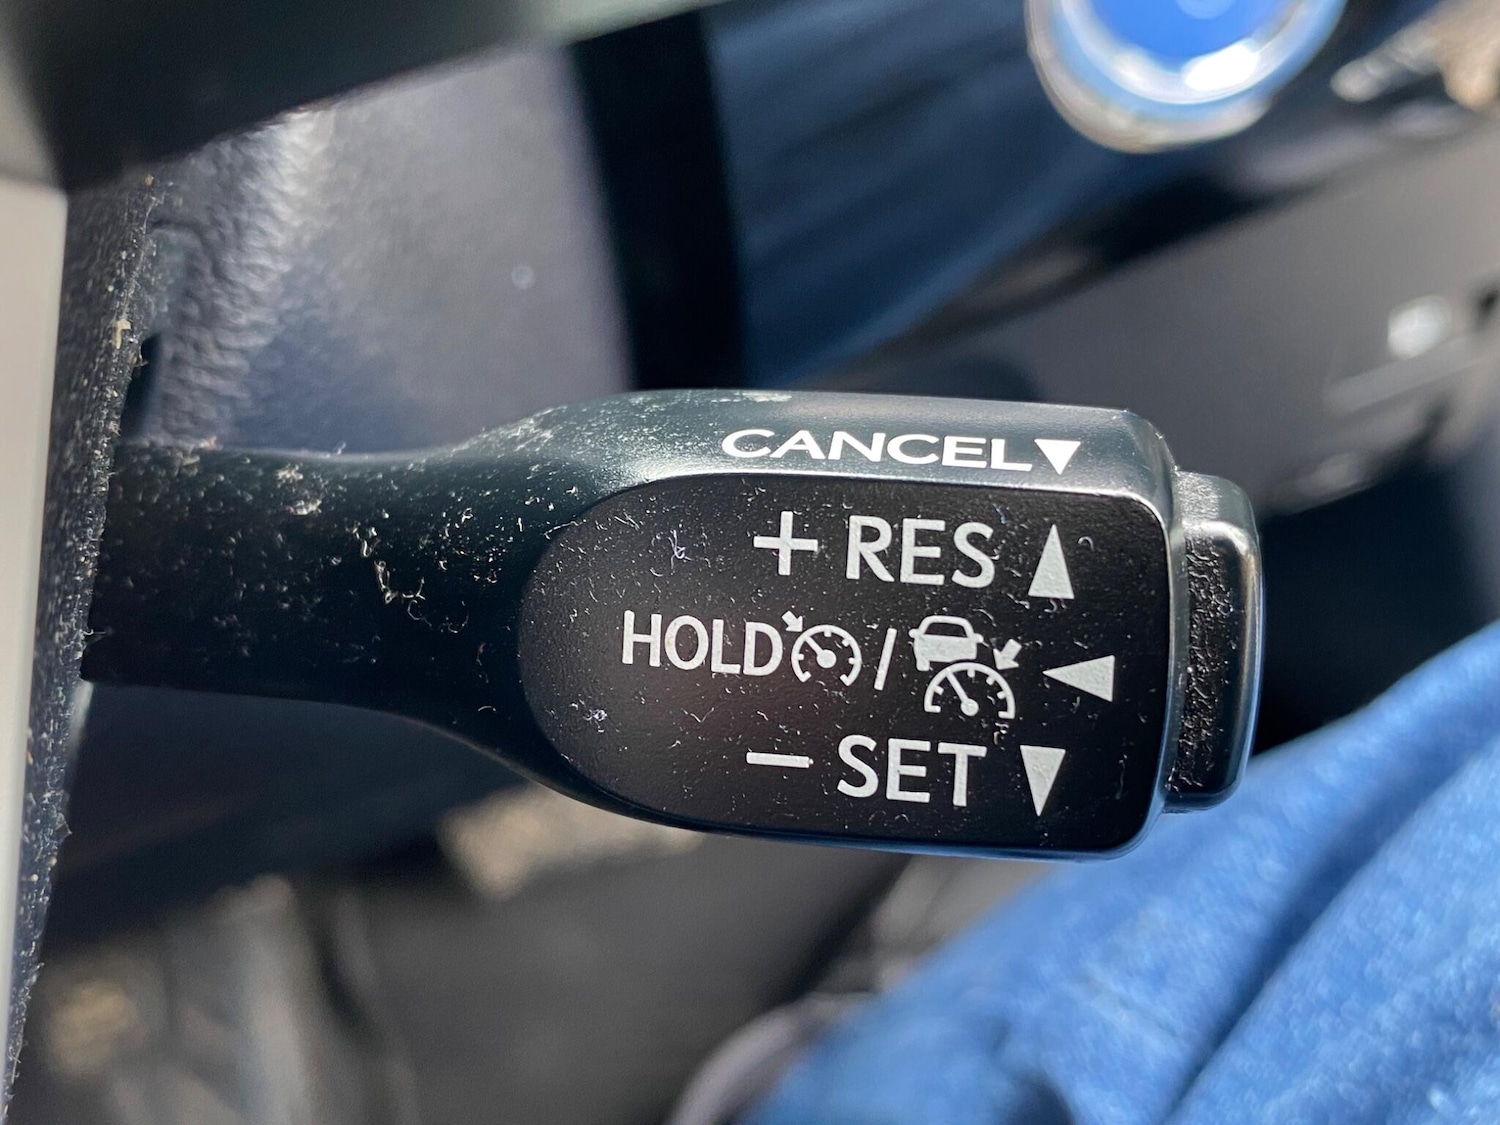 CANCEL▼
+ RES ▲
HOLD / ◀
− SET ▼